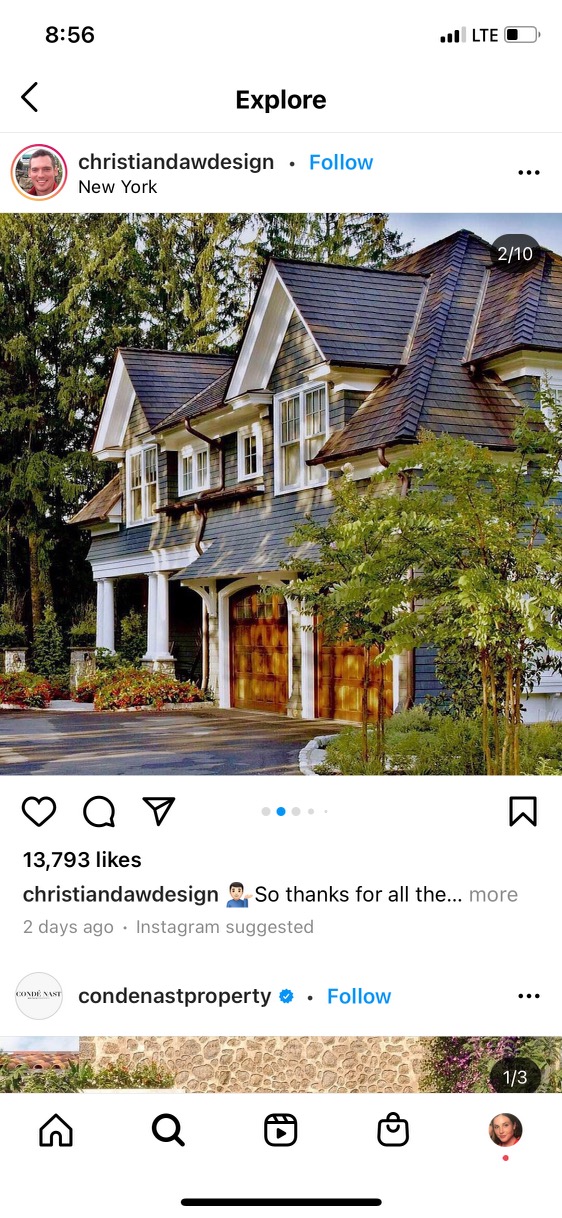 8:56
LTE
Explore
christiandawdesign • Follow
New York
2/10
13,793 likes
christiandawdesign 💁🏻‍♂️So thanks for all the... more
2 days ago · Instagram suggested
CONDÉ NAST
condenastproperty • Follow
1/3